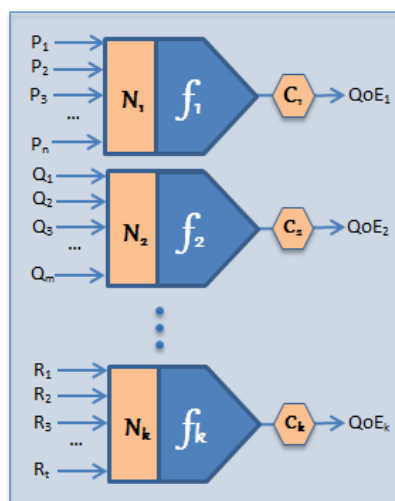 P₁
P₂
P₃
...
Pₙ
N₁ f₁ C₁ QoE₁
Q₁
Q₂
Q₃
...
Qₘ
N₂ f₂ C₂ QoE₂
R₁
R₂
R₃
...
Rₜ
Nₖ fₖ Cₖ QoEₖ